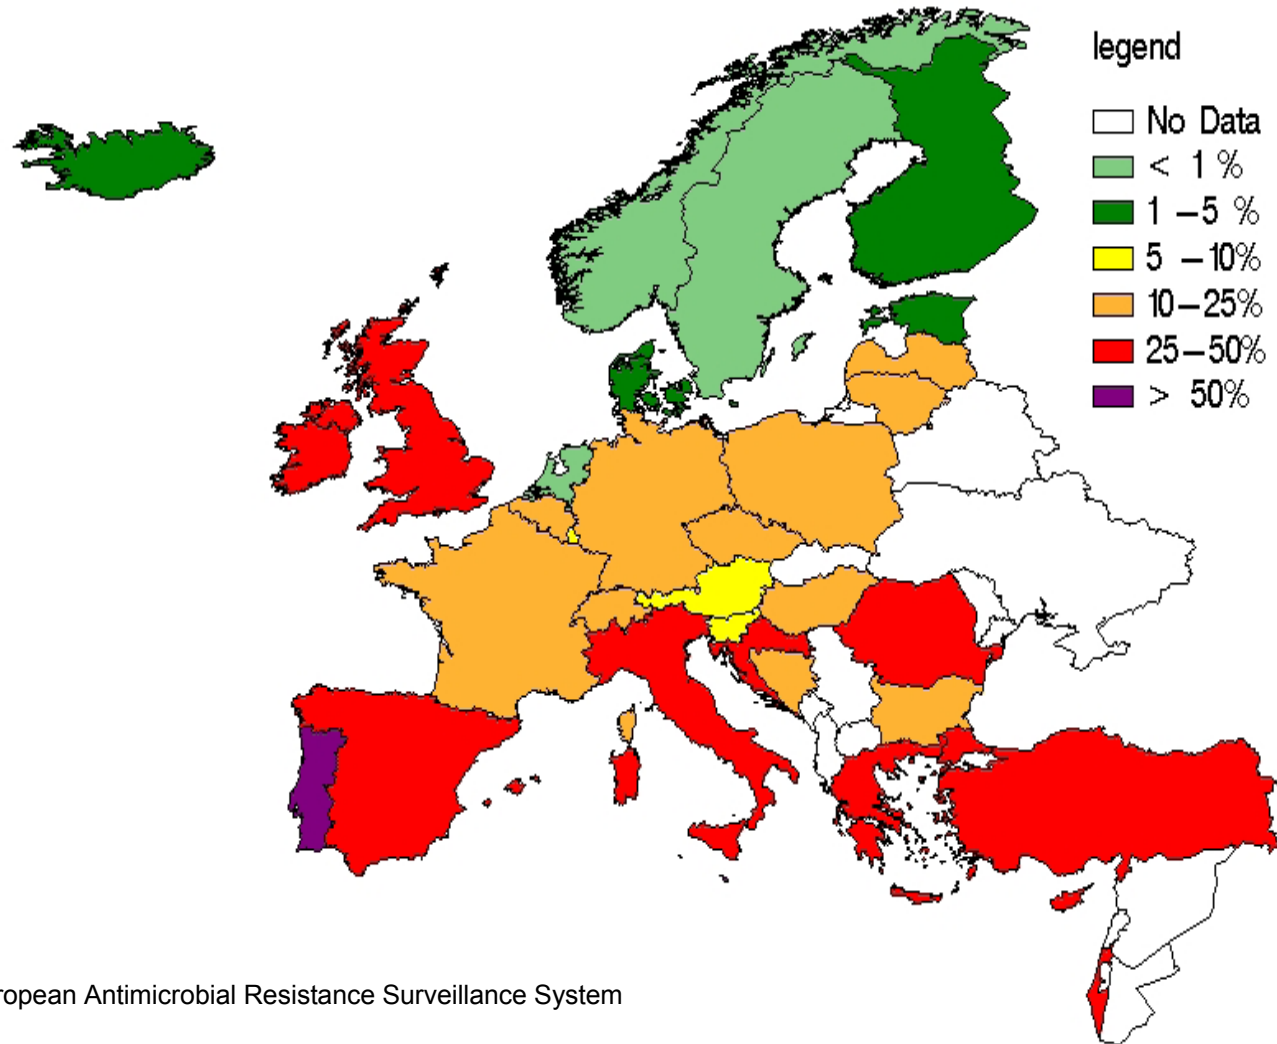 legend
No Data
< 1 %
1 –5 %
5 –10%
10–25%
25–50%
> 50%
ropean Antimicrobial Resistance Surveillance System